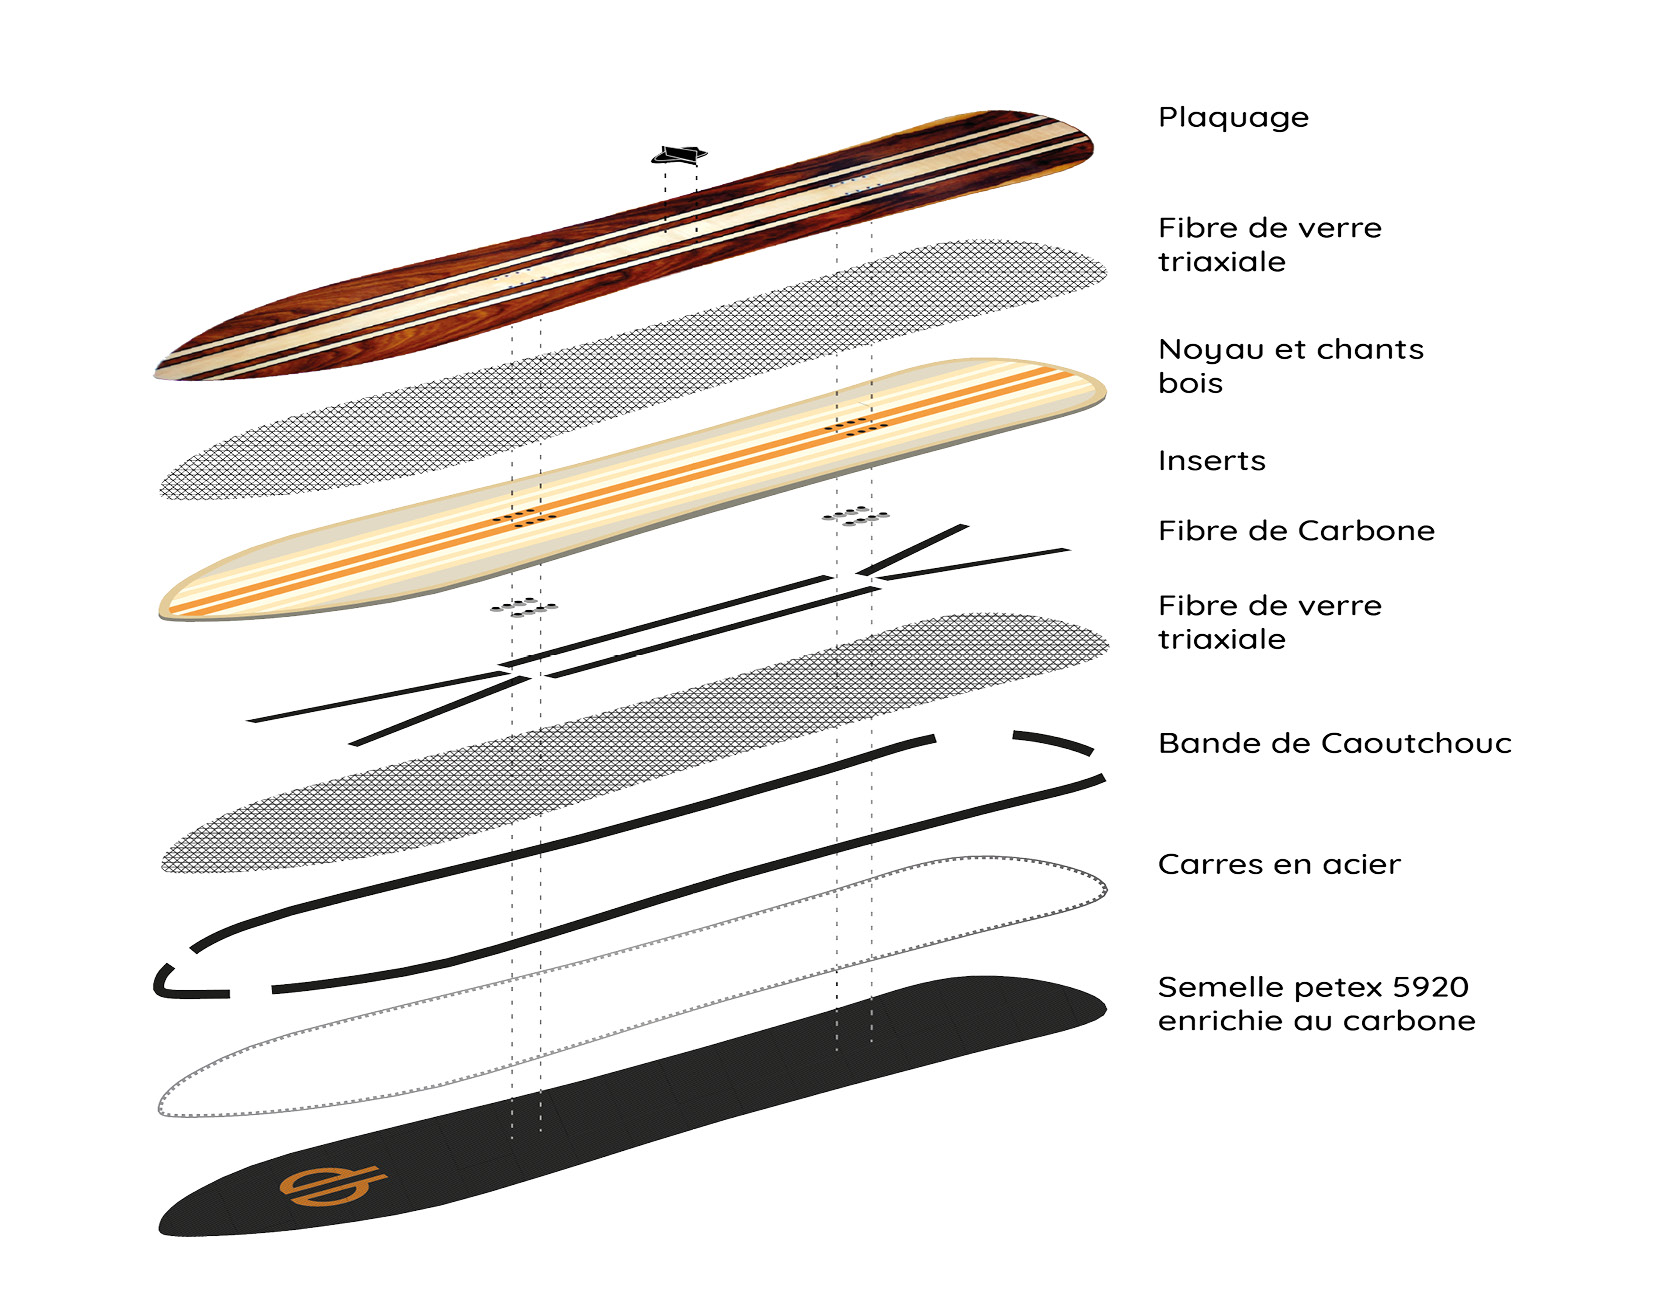 Plaquage
Fibre de verre
triaxiale
Noyau et chants
bois
Inserts
Fibre de Carbone
Fibre de verre
triaxiale
Bande de Caoutchouc
Carres en acier
Semelle petex 5920
enrichie au carbone